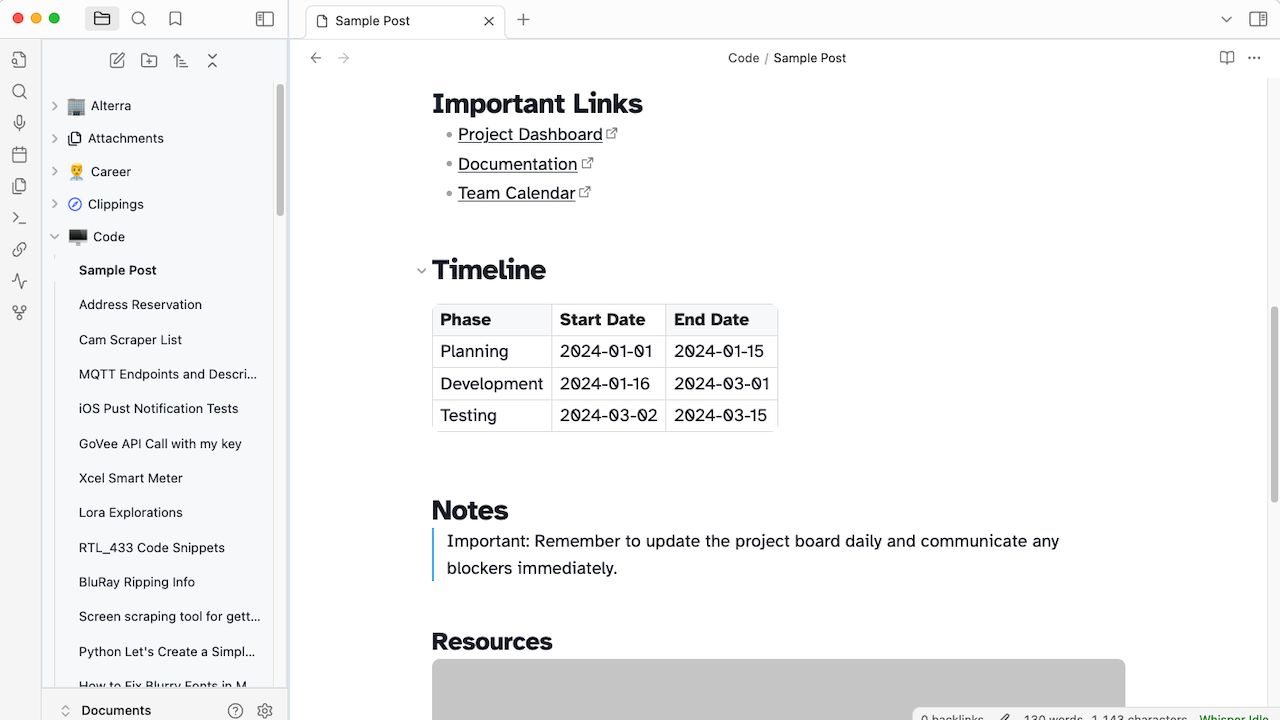 Sample Post
Code / Sample Post
Alterra
Attachments
Career
Clippings
Code
Sample Post
Address Reservation
Cam Scraper List
MQTT Endpoints and Descri...
iOS Pust Notification Tests
GoVee API Call with my key
Xcel Smart Meter
Lora Explorations
RTL_433 Code Snippets
BluRay Ripping Info
Screen scraping tool for gett...
Python Let's Create a Simpl...
How to Fix Blurry Fonts in M
Documents
Important Links
Project Dashboard
Documentation
Team Calendar
Timeline
Phase Start Date End Date
Planning 2024-01-01 2024-01-15
Development 2024-01-16 2024-03-01
Testing 2024-03-02 2024-03-15
Notes
Important: Remember to update the project board daily and communicate any
blockers immediately.
Resources
0 backlinks 130 words 1,143 characters Whisper Idle